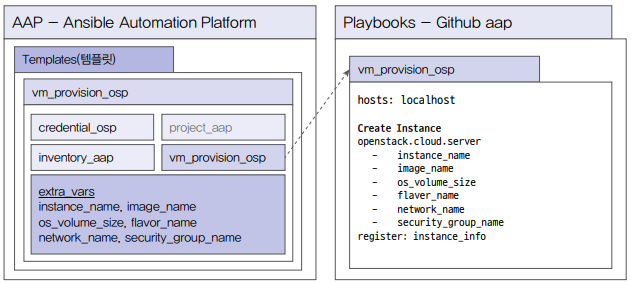 AAP – Ansible Automation Platform
Templates(템플릿)
vm_provision_osp
credential_osp
project_aap
inventory_aap
vm_provision_osp
extra_vars
instance_name, image_name
os_volume_size, flavor_name
network_name, security_group_name
Playbooks – Github aap
vm_provision_osp
hosts: localhost
Create Instance
openstack.cloud.server
- instance_name
- image_name
- os_volume_size
- flaver_name
- network_name
- security_group_name
register: instance_info